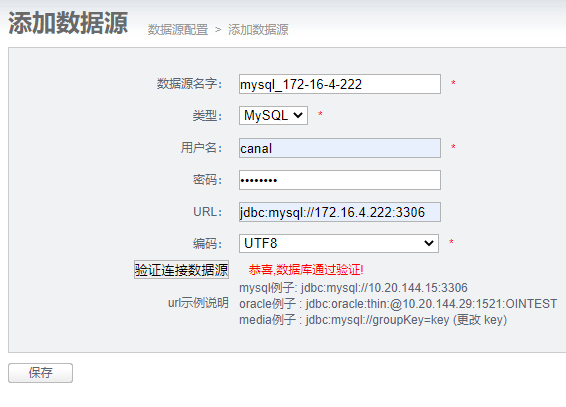 添加数据源 数据源配置 > 添加数据源
数据源名字： mysql_172-16-4-222 *
类型： MySQL *
用户名： canal *
密码： ••••••••
URL： jdbc:mysql://172.16.4.222:3306
编码： UTF8 *
验证连接数据源 恭喜,数据库通过验证!
mysql例子: jdbc:mysql://10.20.144.15:3306
url示例说明 oracle例子 : jdbc:oracle:thin:@10.20.144.29:1521:OINTEST
media例子 : jdbc:mysql://groupKey=key (更改 key)
保存